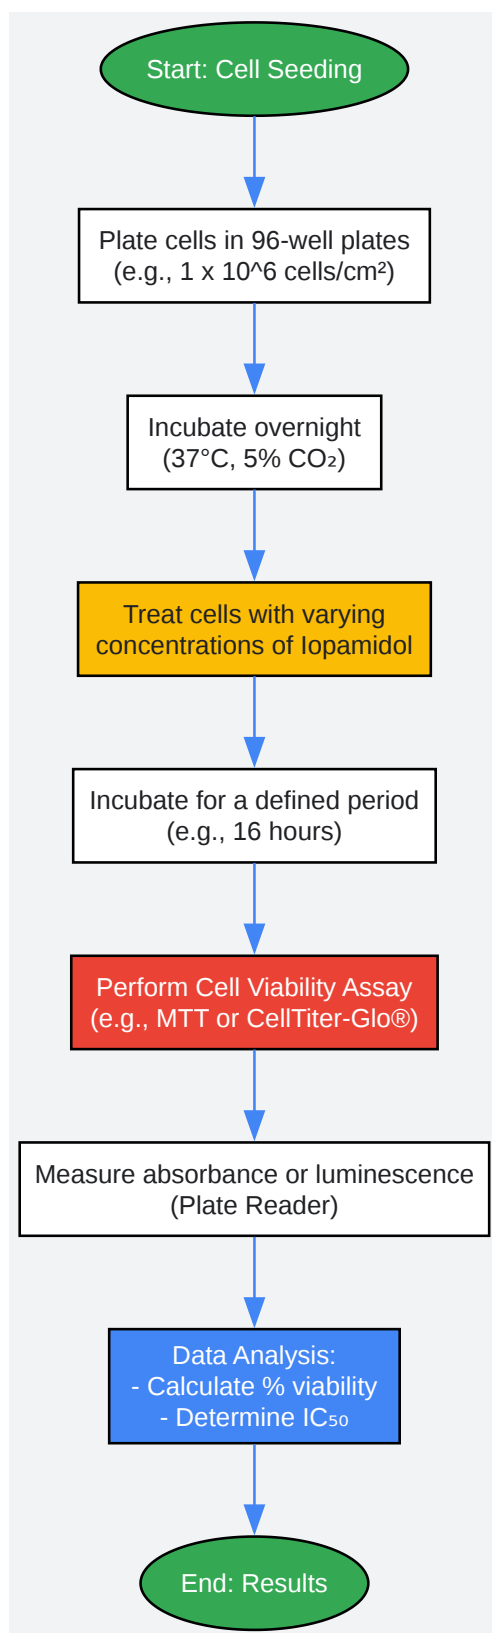 Start: Cell Seeding
Plate cells in 96-well plates
(e.g., 1 x 10^6 cells/cm²)
Incubate overnight
(37°C, 5% CO₂)
Treat cells with varying
concentrations of Iopamidol
Incubate for a defined period
(e.g., 16 hours)
Perform Cell Viability Assay
(e.g., MTT or CellTiter-Glo®)
Measure absorbance or luminescence
(Plate Reader)
Data Analysis:
- Calculate % viability
- Determine IC₅₀
End: Results